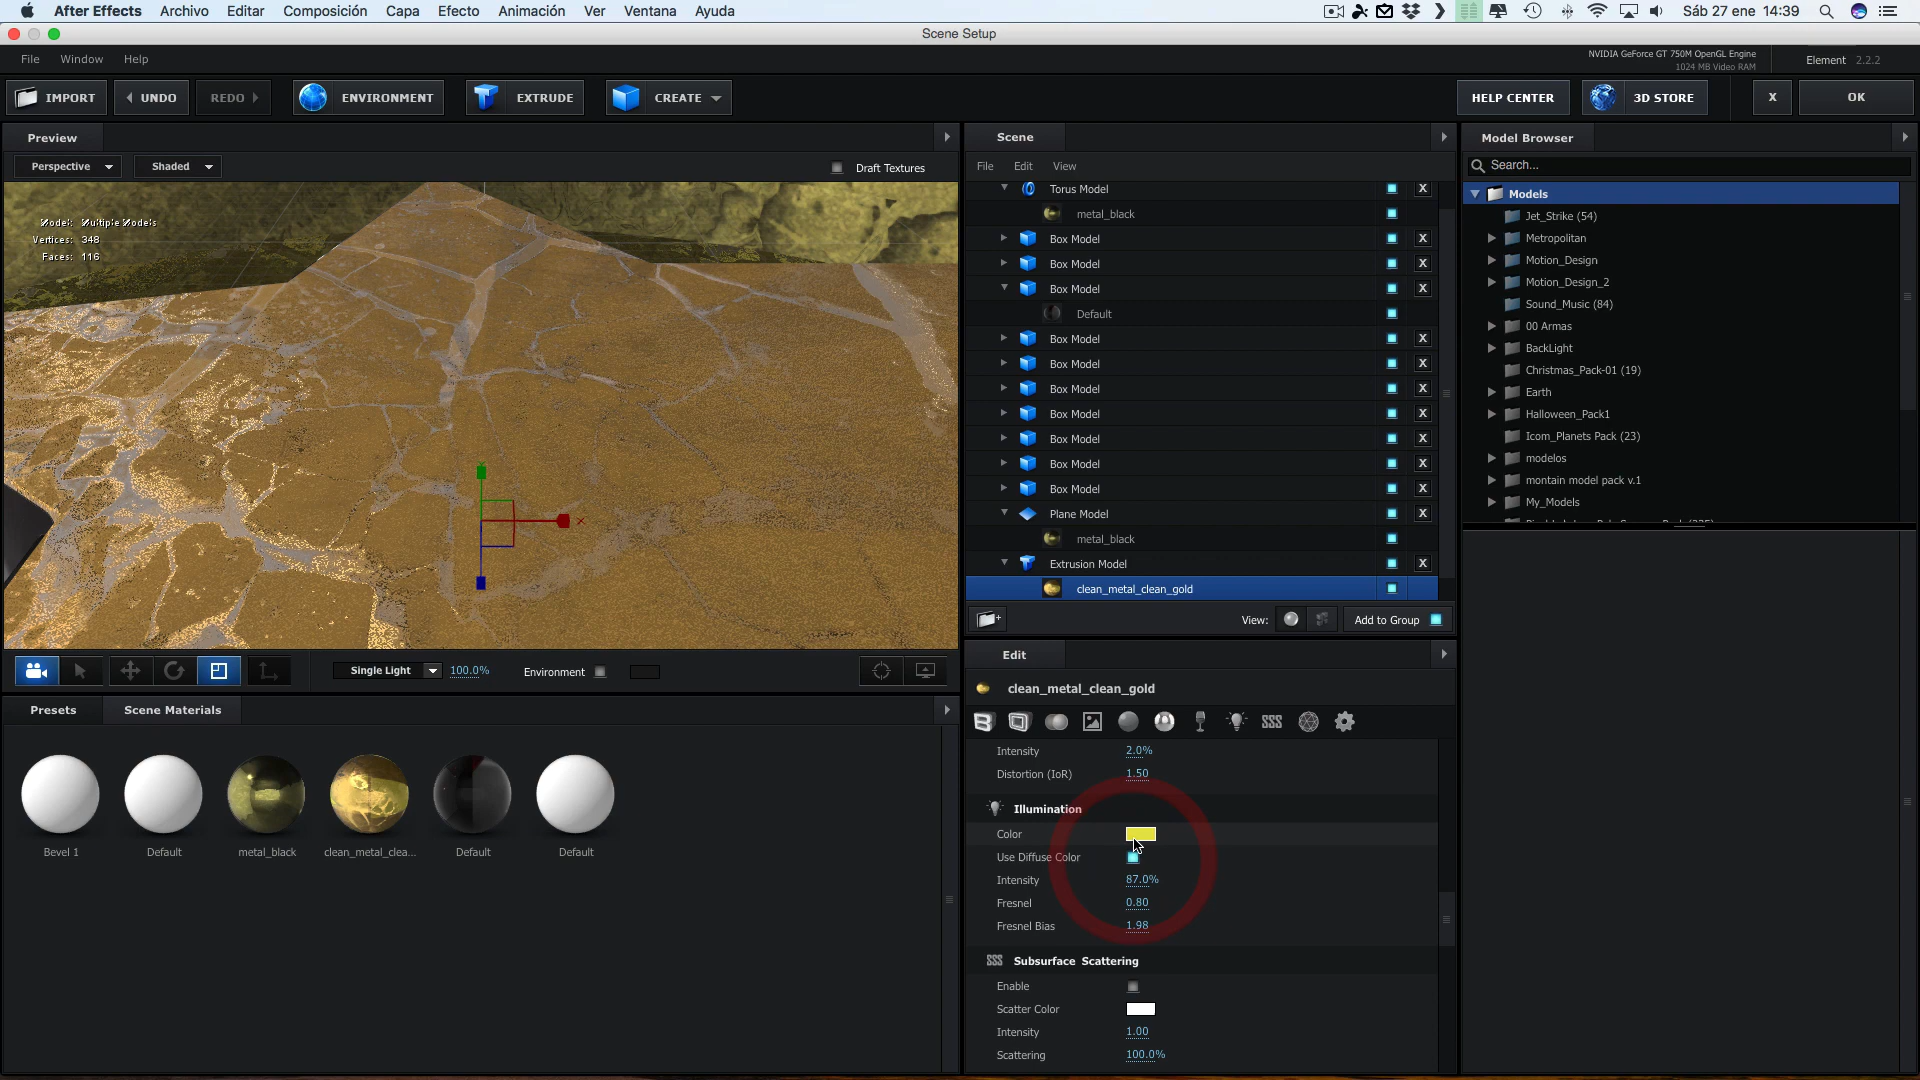 After Effects Archivo Editar Composición Capa Efecto Animación Ver Ventana Ayuda Sáb 27 ene 14:39
Scene Setup
File Window Help
NVIDIA GeForce GT 750M OpenGL Engine
1024 MB Video RAM
Element 2.2.2
IMPORT UNDO REDO ENVIRONMENT EXTRUDE CREATE HELP CENTER 3D STORE X OK
Preview
Perspective Shaded Draft Textures
Model: Multiple Models
Vertices: 348
Faces: 116
Single Light 100.0% Environment
Presets Scene Materials
Bevel 1 Default metal_black clean_metal_clea... Default Default
Scene
File Edit View
Torus Model X
metal_black
Box Model X
Box Model X
Box Model X
Default
Box Model X
Box Model X
Box Model X
Box Model X
Box Model X
Box Model X
Box Model X
Plane Model X
metal_black
Extrusion Model X
clean_metal_clean_gold
View: Add to Group
Edit
clean_metal_clean_gold
Intensity 2.0%
Distortion (IoR) 1.50
Illumination
Color
Use Diffuse Color
Intensity 87.0%
Fresnel 0.80
Fresnel Bias 1.98
Subsurface Scattering
Enable
Scatter Color
Intensity 1.00
Scattering 100.0%
Model Browser
Search...
Models
Jet_Strike (54)
Metropolitan
Motion_Design
Motion_Design_2
Sound_Music (84)
00 Armas
BackLight
Christmas_Pack-01 (19)
Earth
Halloween_Pack1
Icom_Planets Pack (23)
modelos
montain model pack v.1
My_Models